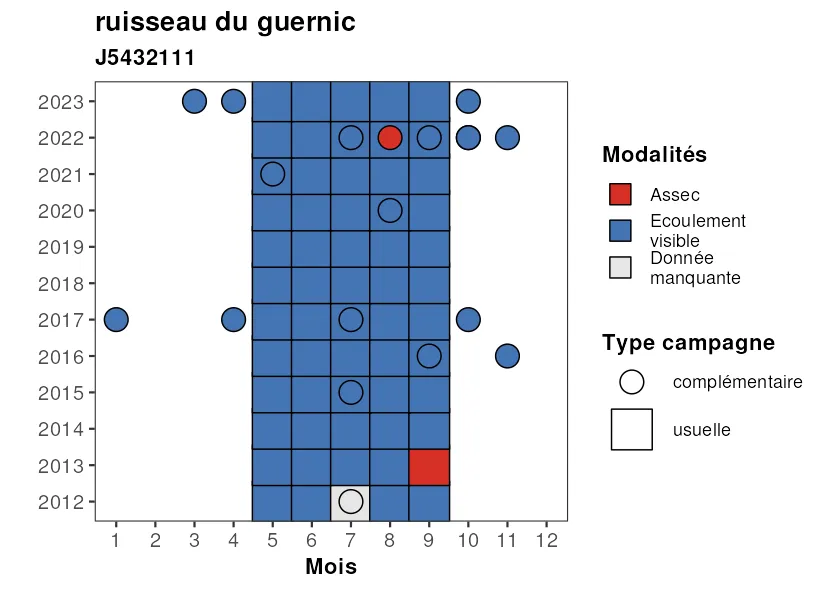 ruisseau du guernic
J5432111
2023
2022
2021
2020
2019
2018
2017
2016
2015
2014
2013
2012
1 2 3 4 5 6 7 8 9 10 11 12
Mois
Modalités
Assec
Ecoulement
visible
Donnée
manquante
Type campagne
complémentaire
usuelle